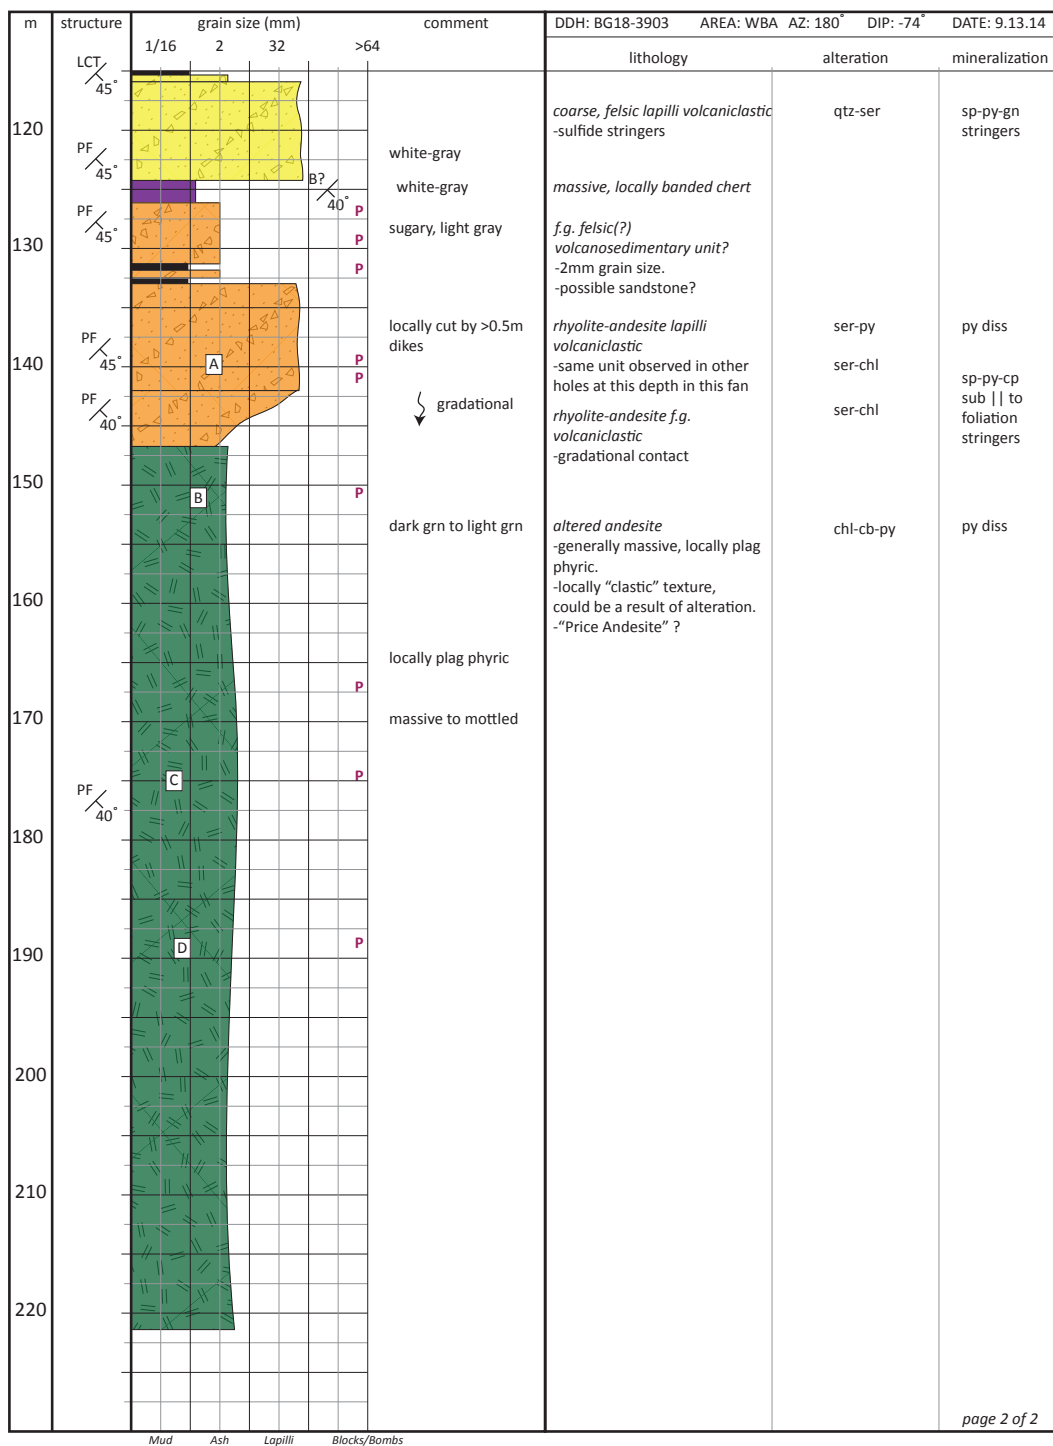 m structure grain size (mm) comment DDH: BG18-3903 AREA: WBA AZ: 180° DIP: -74° DATE: 9.13.14
1/16 2 32 >64 lithology alteration mineralization
LCT
45°
coarse, felsic lapilli volcaniclastic qtz-ser sp-py-gn
-sulfide stringers stringers
120
PF
45°
white-gray
B?
40°
white-gray massive, locally banded chert
PF
45°
P
sugary, light gray f.g. felsic(?)
P volcanosedimentary unit?
130
P -2mm grain size.
-possible sandstone?
locally cut by >0.5m rhyolite-andesite lapilli ser-py py diss
dikes volcaniclastic
PF
45°
140 A P -same unit observed in other ser-chl
P holes at this depth in this fan sp-py-cp
sub || to
foliation
stringers
PF
40°
gradational rhyolite-andesite f.g. ser-chl
volcaniclastic
-gradational contact
150 B P
dark grn to light grn altered andesite chl-cb-py py diss
-generally massive, locally plag
phyric.
-locally “clastic” texture,
could be a result of alteration.
-“Price Andesite” ?
160
locally plag phyric
P
170 massive to mottled
C P
PF
40°
180
D P
190
200
210
220
page 2 of 2
Mud Ash Lapilli Blocks/Bombs